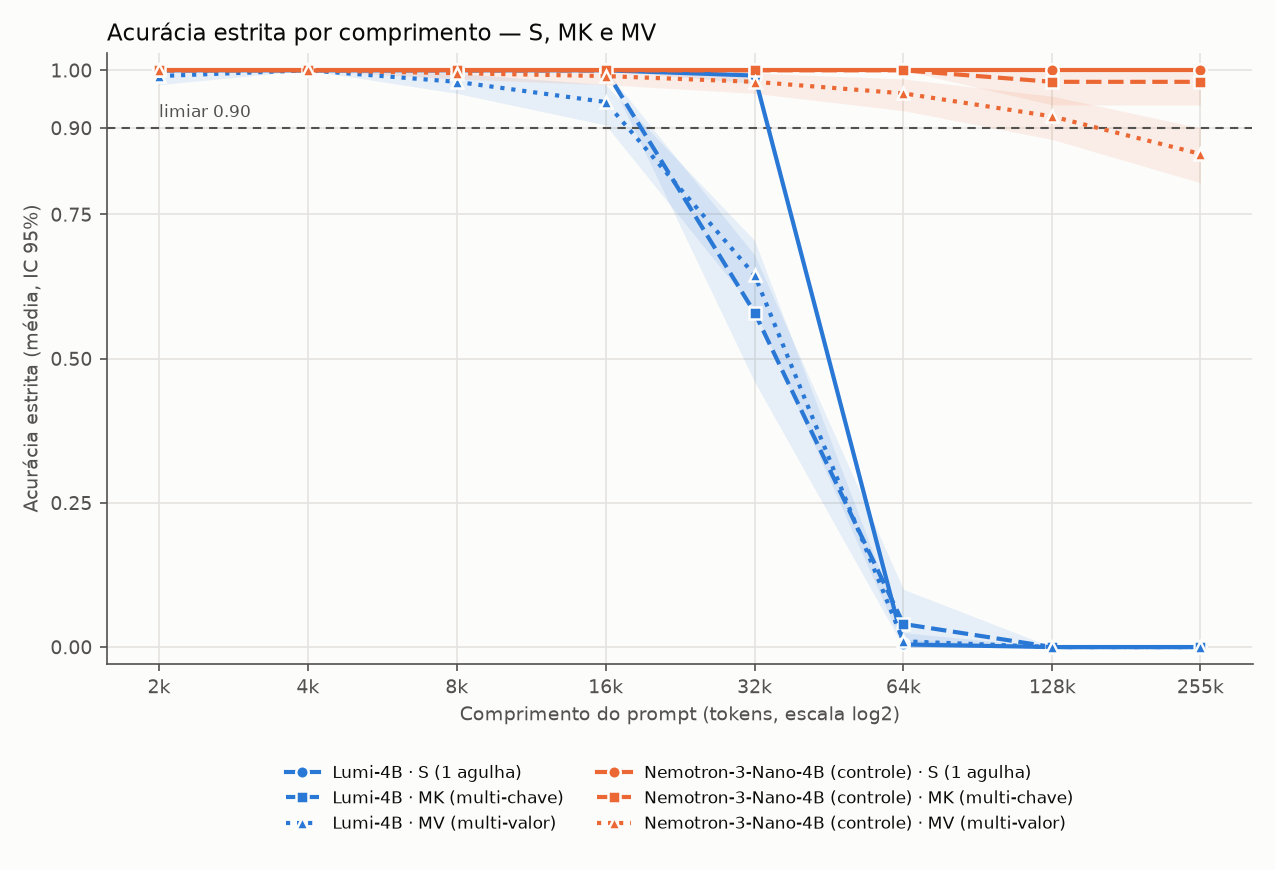 Acurácia estrita por comprimento — S, MK e MV
Acurácia estrita (média, IC 95%)
1.00
limiar 0.90
0.90
0.75
0.50
0.25
0.00
2k 4k 8k 16k 32k 64k 128k 255k
Comprimento do prompt (tokens, escala log2)
Lumi-4B · S (1 agulha)
Lumi-4B · MK (multi-chave)
Lumi-4B · MV (multi-valor)
Nemotron-3-Nano-4B (controle) · S (1 agulha)
Nemotron-3-Nano-4B (controle) · MK (multi-chave)
Nemotron-3-Nano-4B (controle) · MV (multi-valor)